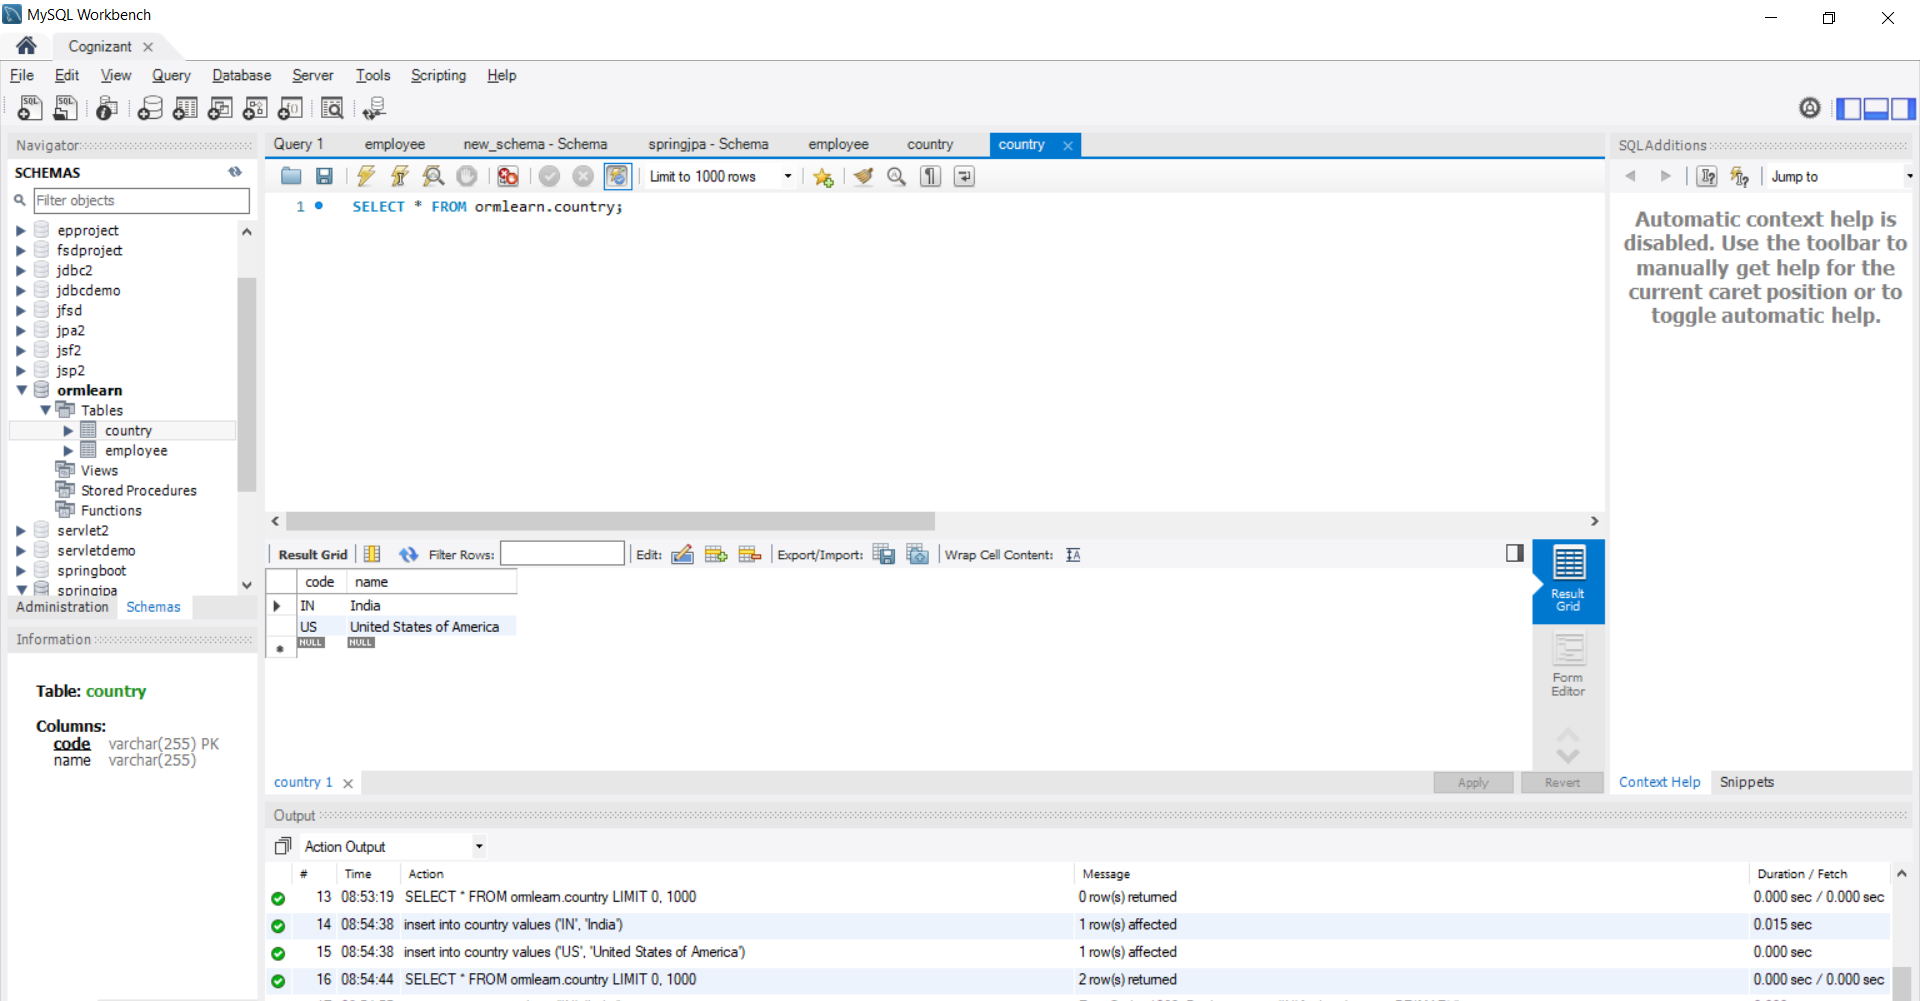 MySQL Workbench
Cognizant
File Edit View Query Database Server Tools Scripting Help
Navigator
SCHEMAS
Filter objects
epproject
fsdproject
jdbc2
jdbcdemo
jfsd
jpa2
jsf2
jsp2
ormlearn
Tables
country
employee
Views
Stored Procedures
Functions
servlet2
servletdemo
springboot
springjpa
Administration Schemas
Information
Table: country
Columns:
code varchar(255) PK
name varchar(255)
Query 1 employee new_schema - Schema springjpa - Schema employee country country
Limit to 1000 rows
1 SELECT * FROM ormlearn.country;
Result Grid Filter Rows: Edit: Export/Import: Wrap Cell Content:
code name
IN India
US United States of America
NULL NULL
Result Grid
Form Editor
country 1
Apply Revert
SQLAdditions
Jump to
Automatic context help is
disabled. Use the toolbar to
manually get help for the
current caret position or to
toggle automatic help.
Context Help Snippets
Output
Action Output
# Time Action Message Duration / Fetch
13 08:53:19 SELECT * FROM ormlearn.country LIMIT 0, 1000 0 row(s) returned 0.000 sec / 0.000 sec
14 08:54:38 insert into country values ('IN', 'India') 1 row(s) affected 0.015 sec
15 08:54:38 insert into country values ('US', 'United States of America') 1 row(s) affected 0.000 sec
16 08:54:44 SELECT * FROM ormlearn.country LIMIT 0, 1000 2 row(s) returned 0.000 sec / 0.000 sec